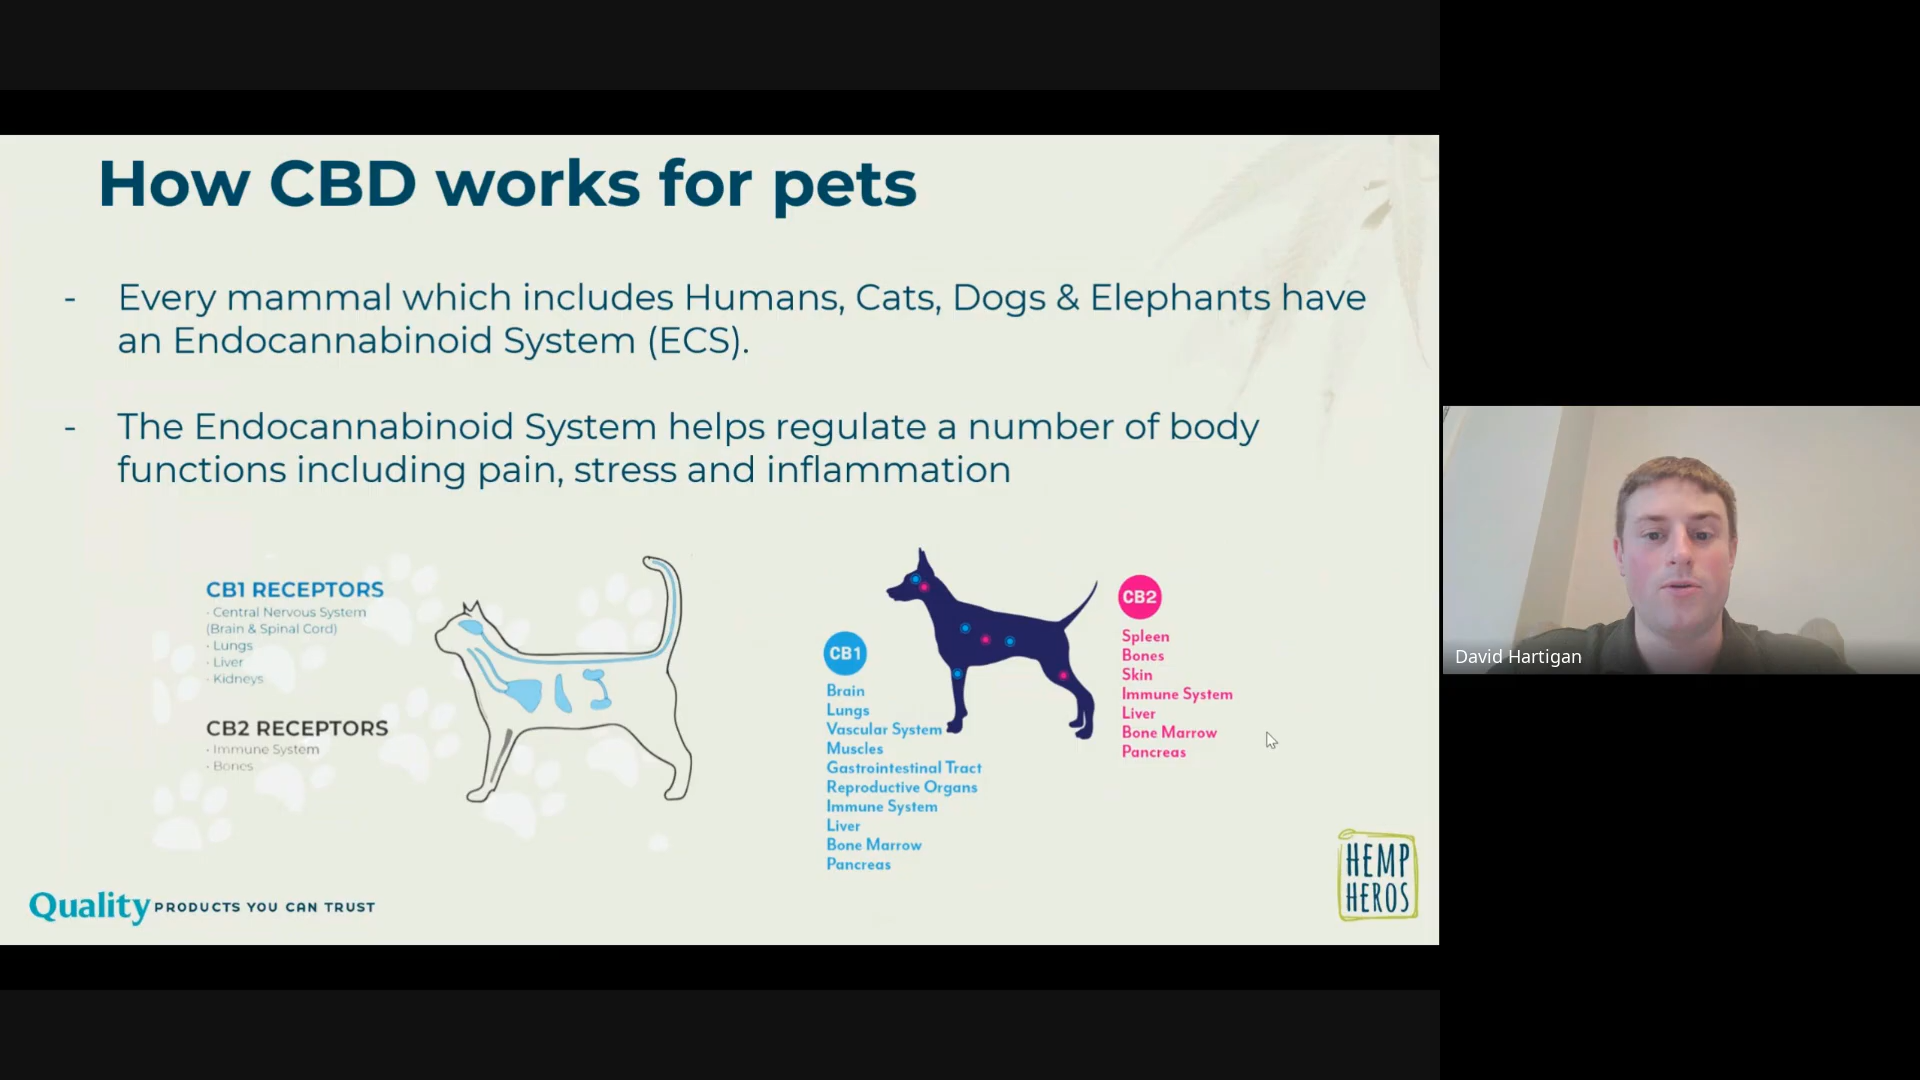 How CBD works for pets
- Every mammal which includes Humans, Cats, Dogs & Elephants have
an Endocannabinoid System (ECS).
- The Endocannabinoid System helps regulate a number of body
functions including pain, stress and inflammation
CB1 RECEPTORS
· Central Nervous System
(Brain & Spinal Cord)
· Lungs
· Liver
· Kidneys
CB2 RECEPTORS
· Immune System
· Bones
CB1
Brain
Lungs
Vascular System
Muscles
Gastrointestinal Tract
Reproductive Organs
Immune System
Liver
Bone Marrow
Pancreas
CB2
Spleen
Bones
Skin
Immune System
Liver
Bone Marrow
Pancreas
Quality PRODUCTS YOU CAN TRUST
HEMP
HEROS
David Hartigan